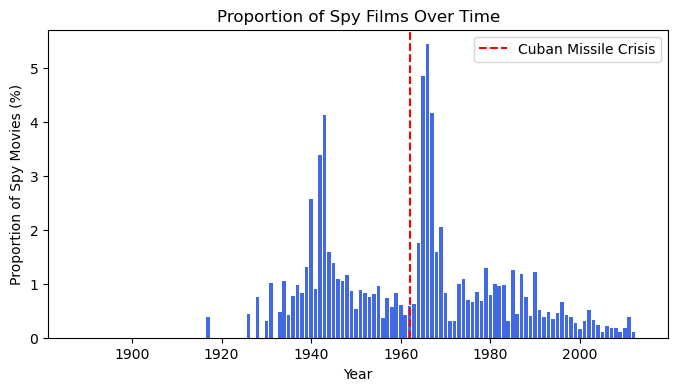 Proportion of Spy Films Over Time
Cuban Missile Crisis
Proportion of Spy Movies (%)
5
4
3
2
1
0
1900 1920 1940 1960 1980 2000
Year